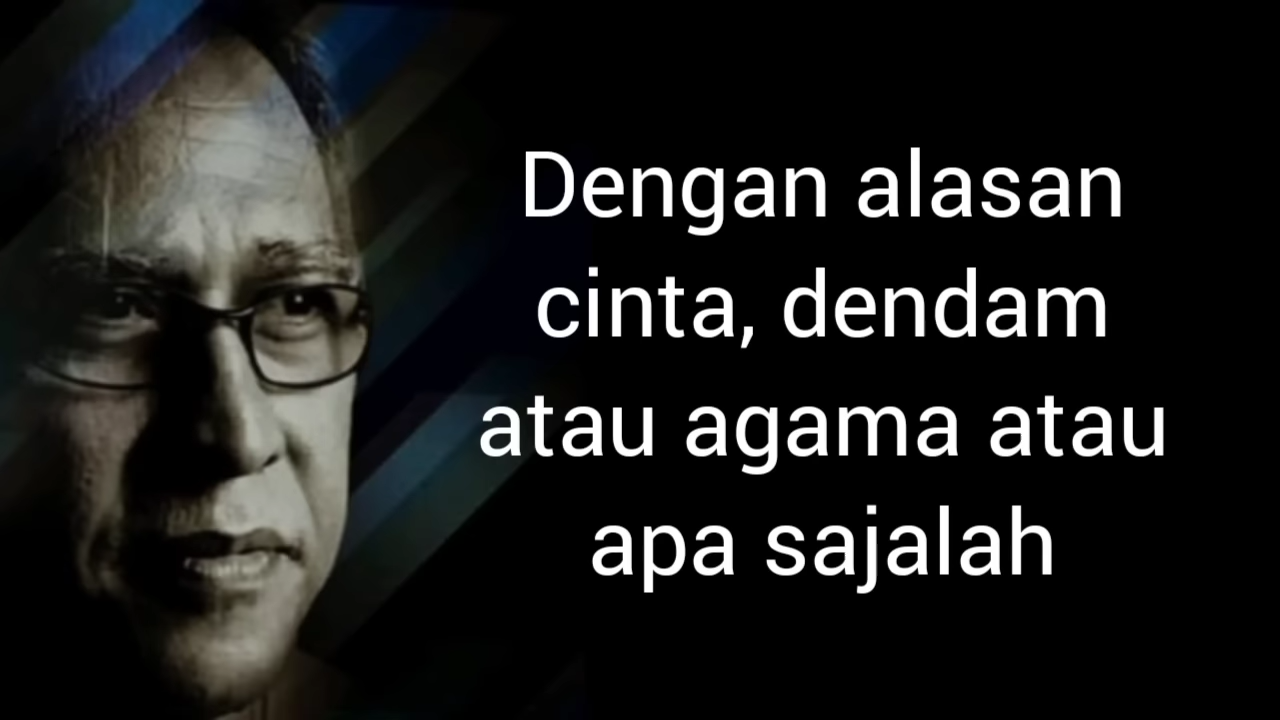 Dengan alasan
cinta, dendam
atau agama atau
apa sajalah